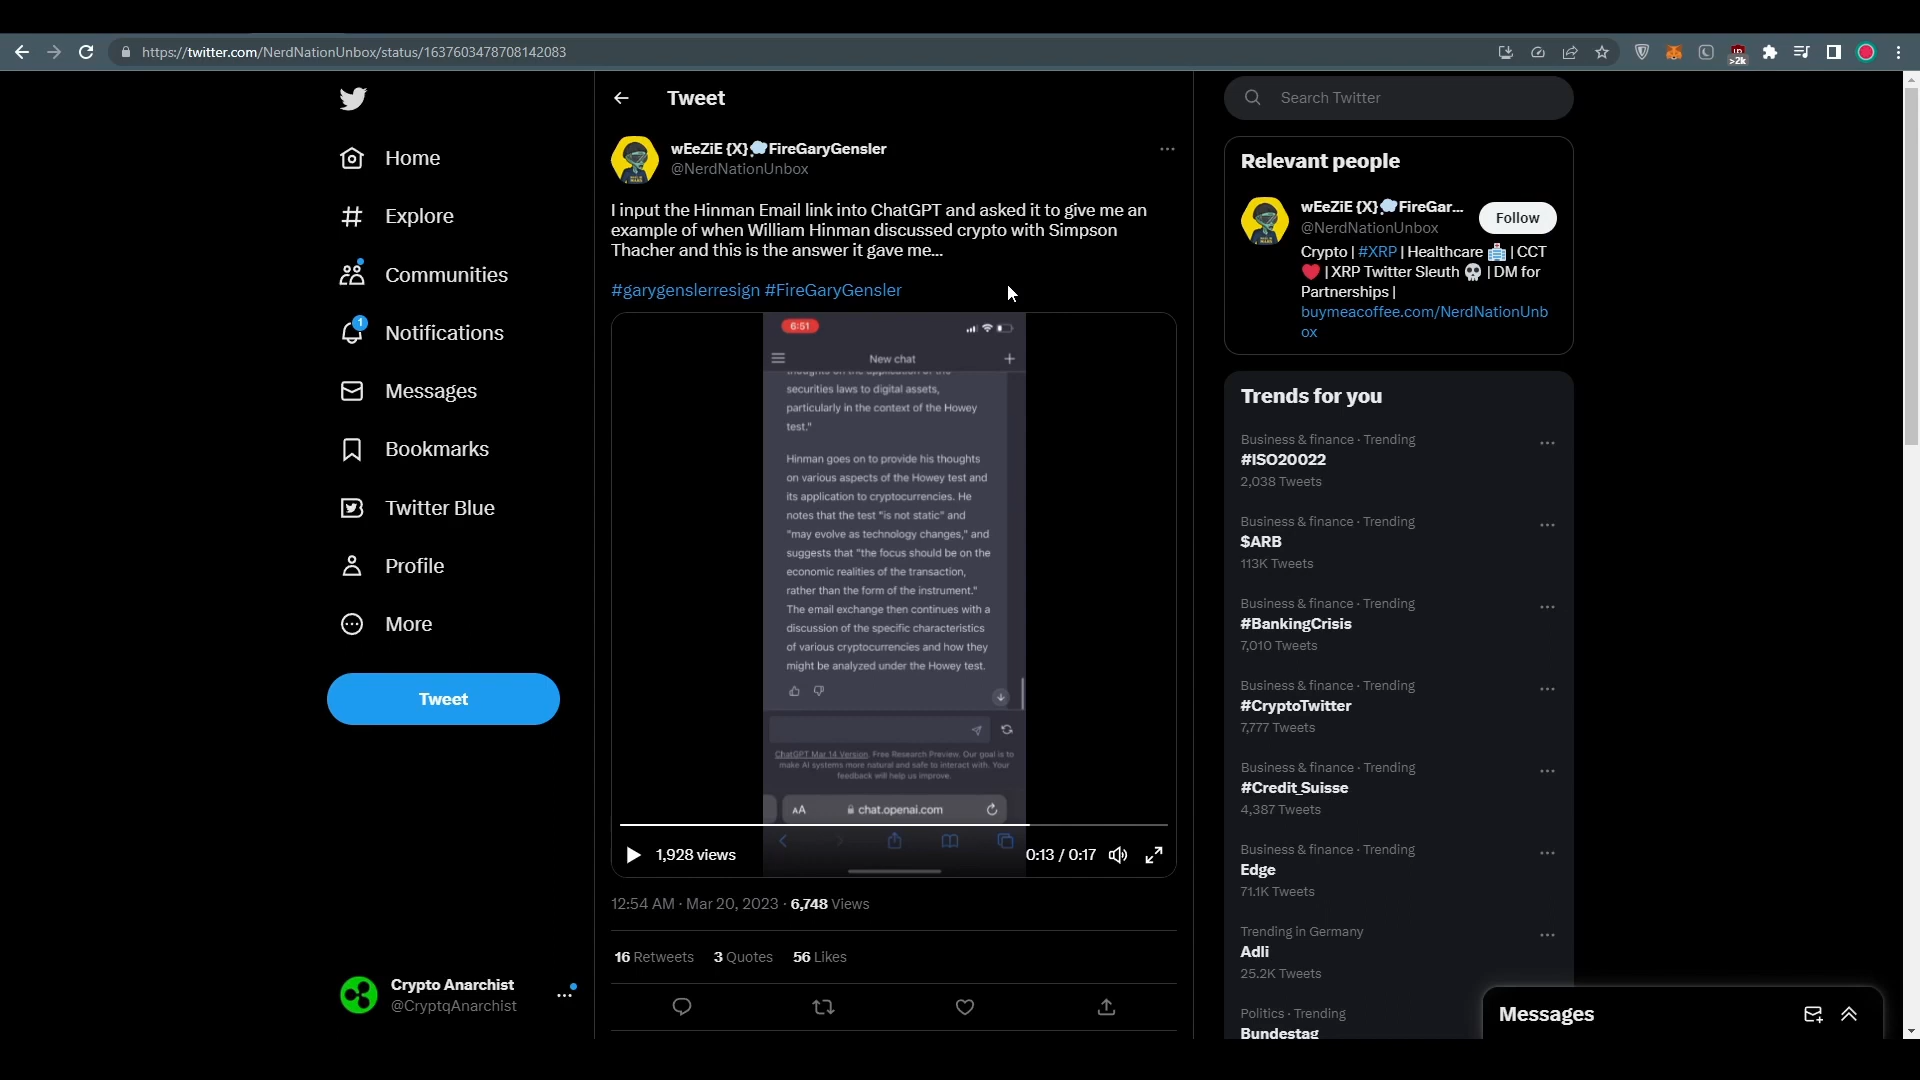 https://twitter.com/NerdNationUnbox/status/1637603478708142083
>2k
Home
Explore
Communities
1
Notifications
Messages
Bookmarks
Twitter Blue
Profile
More
Tweet
Crypto Anarchist
@CryptqAnarchist
Tweet
wEeZiE {X}💭FireGaryGensler
@NerdNationUnbox
I input the Hinman Email link into ChatGPT and asked it to give me an
example of when William Hinman discussed crypto with Simpson
Thacher and this is the answer it gave me...
#garygenslerresign #FireGaryGensler
6:51
New chat
thoughts on the application of the
securities laws to digital assets,
particularly in the context of the Howey
test."
Hinman goes on to provide his thoughts
on various aspects of the Howey test and
its application to cryptocurrencies. He
notes that the test "is not static" and
"may evolve as technology changes," and
suggests that "the focus should be on the
economic realities of the transaction,
rather than the form of the instrument."
The email exchange then continues with a
discussion of the specific characteristics
of various cryptocurrencies and how they
might be analyzed under the Howey test.
ChatGPT Mar 14 Version. Free Research Preview. Our goal is to
make AI systems more natural and safe to interact with. Your
feedback will help us improve.
AA
chat.openai.com
1,928 views
0:13 / 0:17
12:54 AM · Mar 20, 2023 · 6,748 Views
16 Retweets 3 Quotes 56 Likes
Search Twitter
Relevant people
wEeZiE {X}💭FireGar...
@NerdNationUnbox
Follow
Crypto | #XRP | Healthcare 🏥 | CCT
❤️ | XRP Twitter Sleuth 💀 | DM for
Partnerships |
buymeacoffee.com/NerdNationUnb
ox
Trends for you
Business & finance · Trending
#ISO20022
2,038 Tweets
Business & finance · Trending
$ARB
113K Tweets
Business & finance · Trending
#BankingCrisis
7,010 Tweets
Business & finance · Trending
#CryptoTwitter
7,777 Tweets
Business & finance · Trending
#Credit_Suisse
4,387 Tweets
Business & finance · Trending
Edge
71.1K Tweets
Trending in Germany
Adli
25.2K Tweets
Politics · Trending
Bundestag
Messages